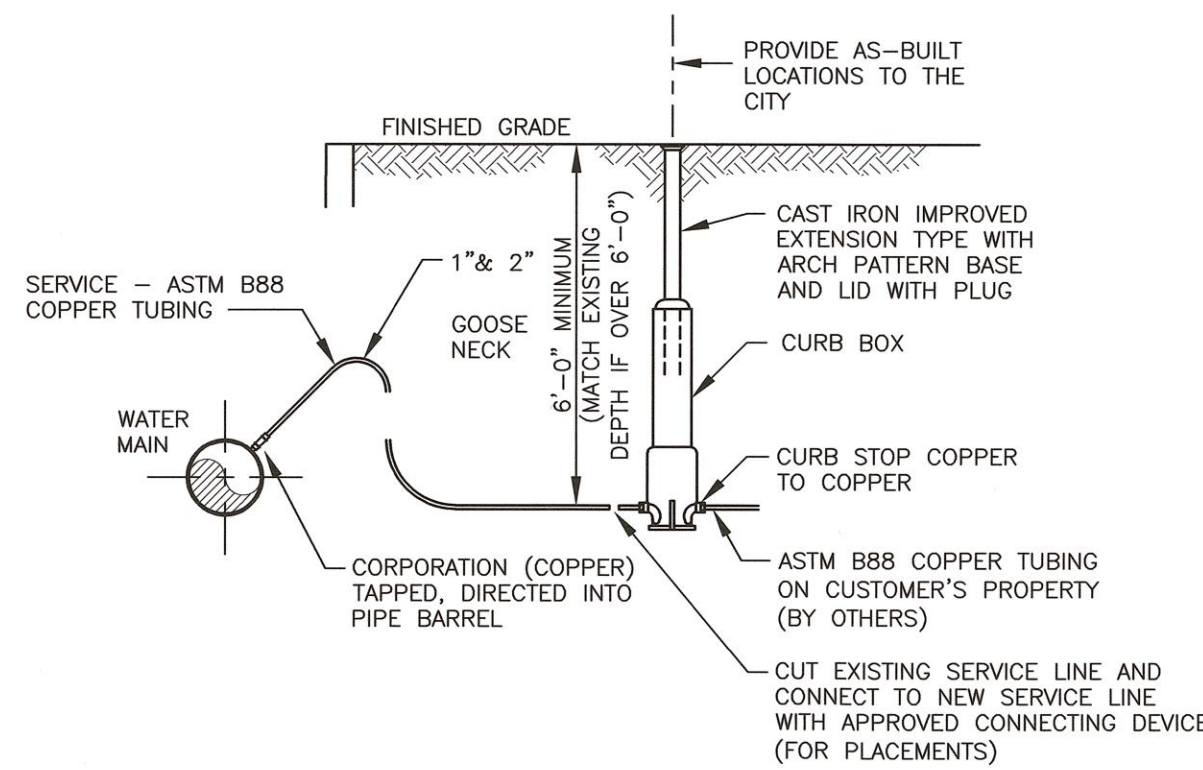 PROVIDE AS-BUILT
LOCATIONS TO THE
CITY
FINISHED GRADE
CAST IRON IMPROVED
EXTENSION TYPE WITH
ARCH PATTERN BASE
AND LID WITH PLUG
1"& 2"
SERVICE – ASTM B88
COPPER TUBING
GOOSE
NECK
6'-0" MINIMUM
(MATCH EXISTING
DEPTH IF OVER 6'-0")
CURB BOX
WATER
MAIN
CURB STOP COPPER
TO COPPER
CORPORATION (COPPER)
TAPPED, DIRECTED INTO
PIPE BARREL
ASTM B88 COPPER TUBING
ON CUSTOMER'S PROPERTY
(BY OTHERS)
CUT EXISTING SERVICE LINE AND
CONNECT TO NEW SERVICE LINE
WITH APPROVED CONNECTING DEVICE
(FOR PLACEMENTS)